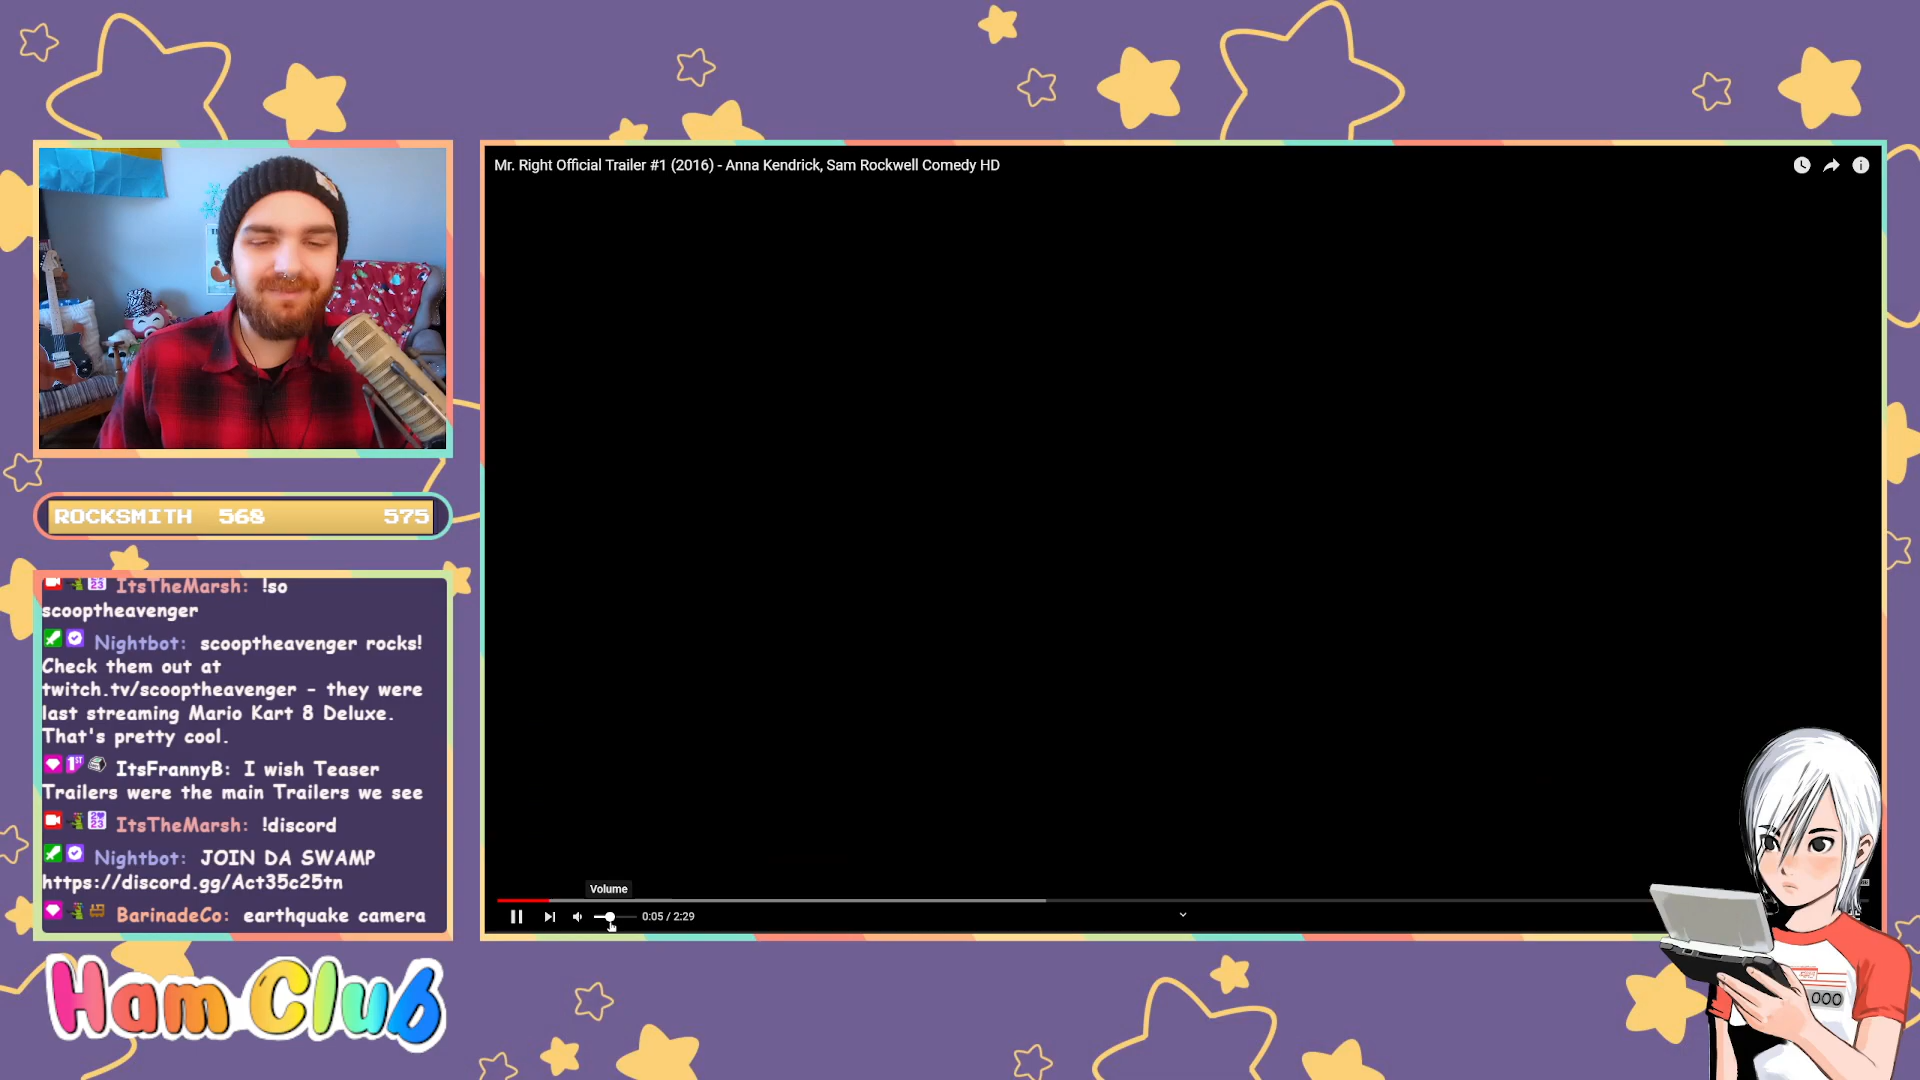 Mr. Right Official Trailer #1 (2016) - Anna Kendrick, Sam Rockwell Comedy HD
ROCKSMITH 56& 575
ItsTheMarsh: !so
scooptheavenger
Nightbot: scooptheavenger rocks!
Check them out at
twitch.tv/scooptheavenger - they were
last streaming Mario Kart 8 Deluxe.
That's pretty cool.
1ST ItsFrannyB: I wish Teaser
Trailers were the main Trailers we see
ItsTheMarsh: !discord
Nightbot: JOIN DA SWAMP
https://discord.gg/Act35c25tn
BarinadeCo: earthquake camera
Volume
0:05 / 2:29
Ham Club